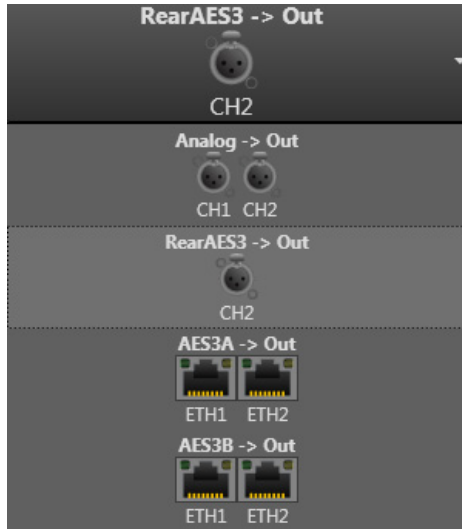 RearAES3 -> Out
CH2
Analog -> Out
CH1 CH2
RearAES3 -> Out
CH2
AES3A -> Out
ETH1 ETH2
AES3B -> Out
ETH1 ETH2